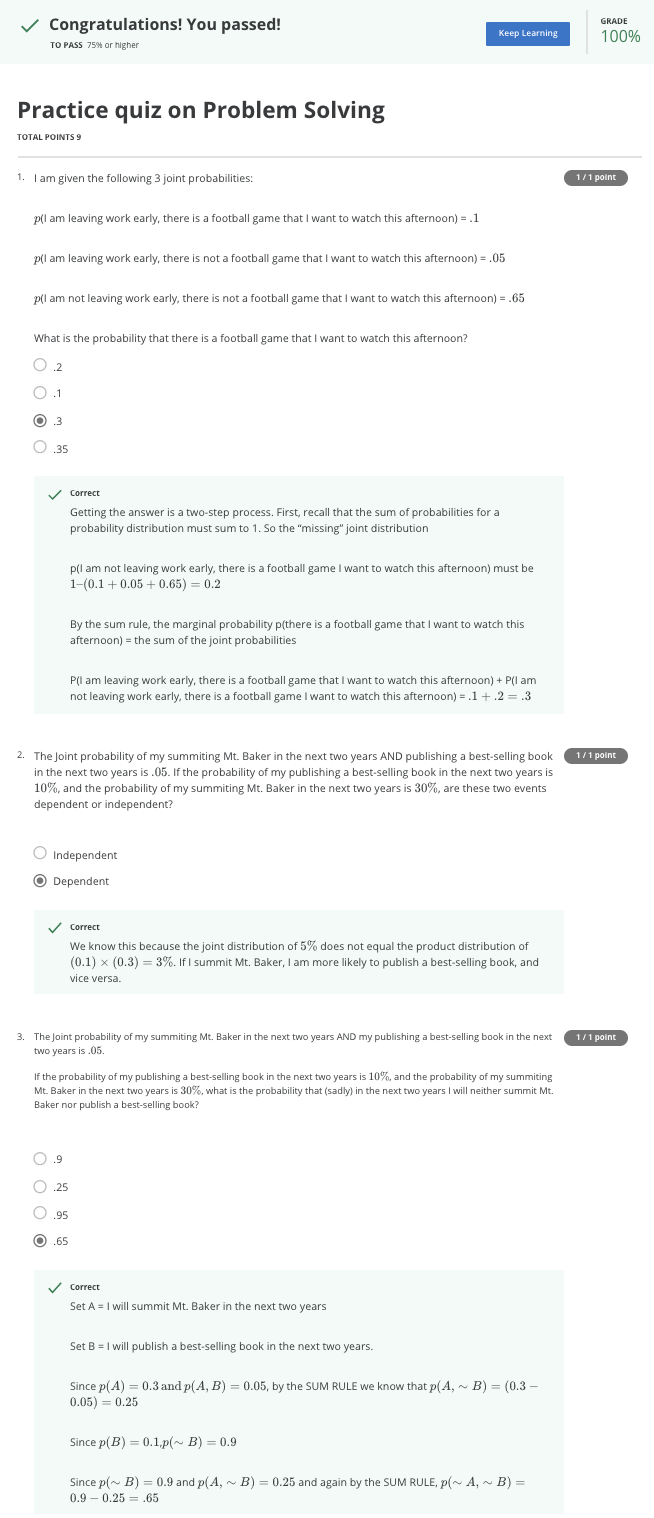 Congratulations! You passed!
TO PASS 75% or higher
Keep Learning
GRADE
100%
Practice quiz on Problem Solving
TOTAL POINTS 9
1. I am given the following 3 joint probabilities:
1 / 1 point
p(I am leaving work early, there is a football game that I want to watch this afternoon) = .1
p(I am leaving work early, there is not a football game that I want to watch this afternoon) = .05
p(I am not leaving work early, there is not a football game that I want to watch this afternoon) = .65
What is the probability that there is a football game that I want to watch this afternoon?
.2
.1
.3
.35
Correct
Getting the answer is a two-step process. First, recall that the sum of probabilities for a
probability distribution must sum to 1. So the “missing” joint distribution
p(I am not leaving work early, there is a football game I want to watch this afternoon) must be
1–(0.1 + 0.05 + 0.65) = 0.2
By the sum rule, the marginal probability p(there is a football game that I want to watch this
afternoon) = the sum of the joint probabilities
P(I am leaving work early, there is a football game that I want to watch this afternoon) + P(I am
not leaving work early, there is a football game I want to watch this afternoon) = .1 + .2 = .3
2. The Joint probability of my summiting Mt. Baker in the next two years AND publishing a best-selling book
in the next two years is .05. If the probability of my publishing a best-selling book in the next two years is
10%, and the probability of my summiting Mt. Baker in the next two years is 30%, are these two events
dependent or independent?
1 / 1 point
Independent
Dependent
Correct
We know this because the joint distribution of 5% does not equal the product distribution of
(0.1) × (0.3) = 3%. If I summit Mt. Baker, I am more likely to publish a best-selling book, and
vice versa.
3. The Joint probability of my summiting Mt. Baker in the next two years AND my publishing a best-selling book in the next
two years is .05.
1 / 1 point
If the probability of my publishing a best-selling book in the next two years is 10%, and the probability of my summiting
Mt. Baker in the next two years is 30%, what is the probability that (sadly) in the next two years I will neither summit Mt.
Baker nor publish a best-selling book?
.9
.25
.95
.65
Correct
Set A = I will summit Mt. Baker in the next two years
Set B = I will publish a best-selling book in the next two years.
Since p(A) = 0.3 and p(A, B) = 0.05, by the SUM RULE we know that p(A, ∼ B) = (0.3 −
0.05) = 0.25
Since p(B) = 0.1,p(∼ B) = 0.9
Since p(∼ B) = 0.9 and p(A, ∼ B) = 0.25 and again by the SUM RULE, p(∼ A, ∼ B) =
0.9 − 0.25 = .65